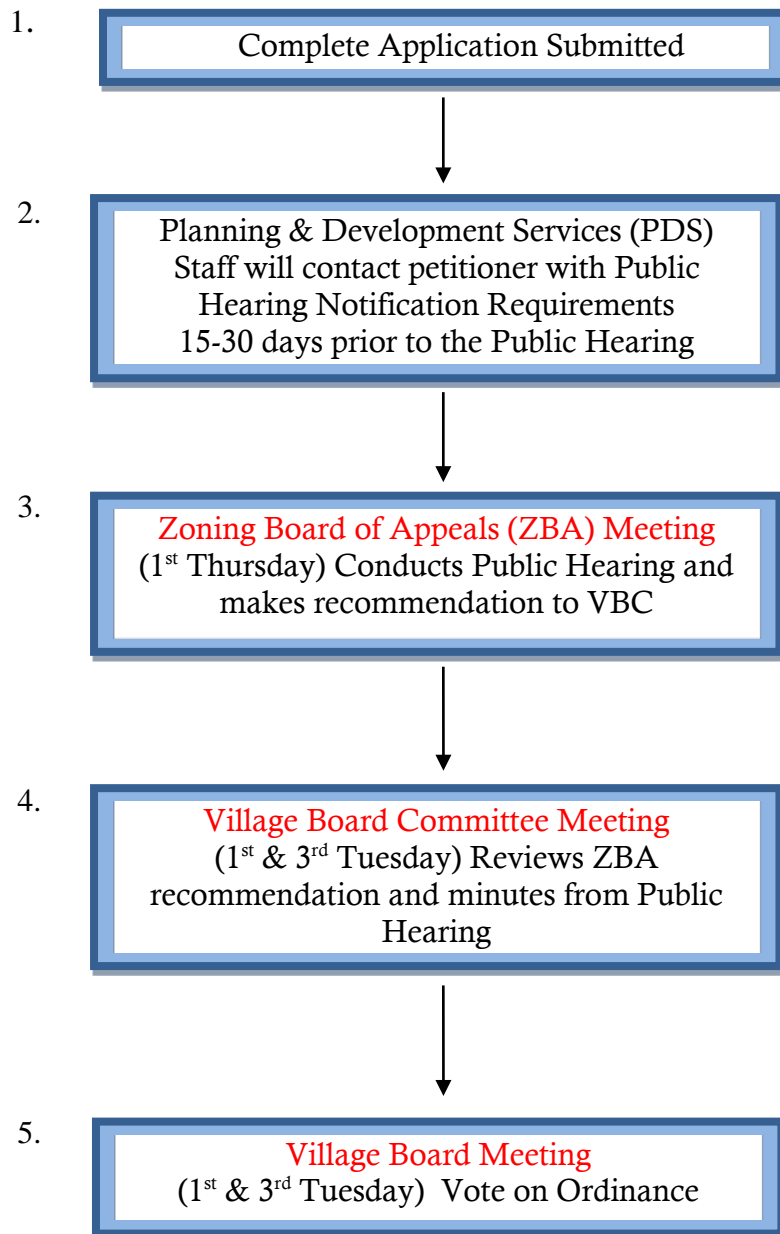 1.
Complete Application Submitted
2.
Planning & Development Services (PDS)
Staff will contact petitioner with Public
Hearing Notification Requirements
15-30 days prior to the Public Hearing
3.
Zoning Board of Appeals (ZBA) Meeting
(1st Thursday) Conducts Public Hearing and
makes recommendation to VBC
4.
Village Board Committee Meeting
(1st & 3rd Tuesday) Reviews ZBA
recommendation and minutes from Public
Hearing
5.
Village Board Meeting
(1st & 3rd Tuesday)  Vote on Ordinance